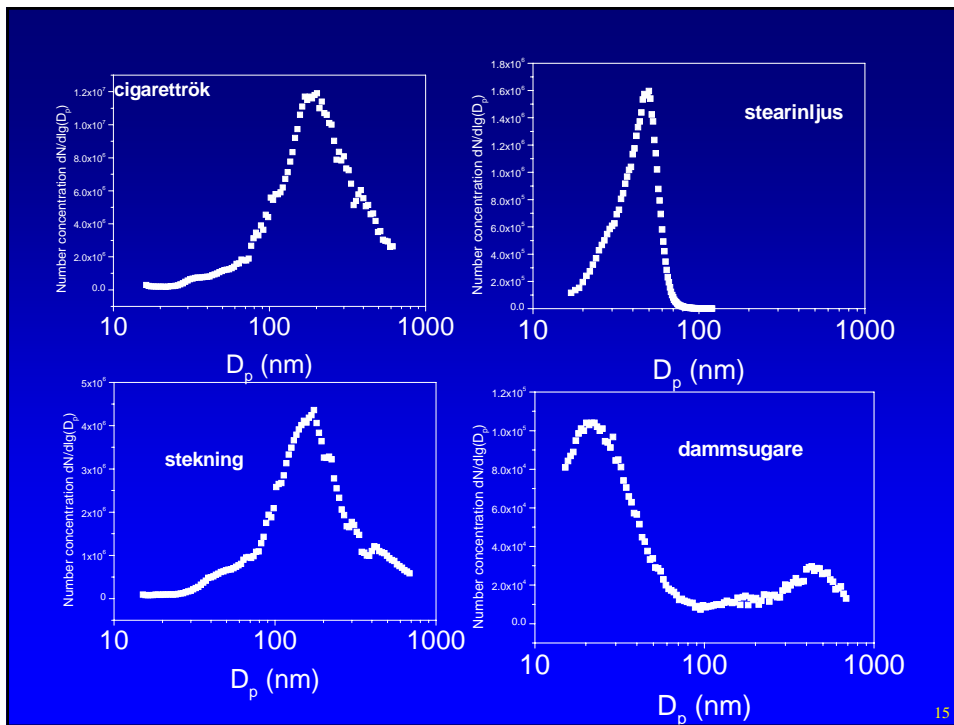 cigarettrök
Number concentration dN/dlg(Dₚ)
1.2x10⁷
1.0x10⁷
8.0x10⁶
6.0x10⁶
4.0x10⁶
2.0x10⁶
0.0
10 100 1000
Dₚ (nm)
stearinljus
Number concentration dN/dlg(Dₚ)
1.8x10⁶
1.6x10⁶
1.4x10⁶
1.2x10⁶
1.0x10⁶
8.0x10⁵
6.0x10⁵
4.0x10⁵
2.0x10⁵
0.0
10 100 1000
Dₚ (nm)
stekning
Number concentration dN/dlg(Dₚ)
5x10⁶
4x10⁶
3x10⁶
2x10⁶
1x10⁶
0
10 100 1000
Dₚ (nm)
dammsugare
Number concentration dN/dlg(Dₚ)
1.2x10⁵
1.0x10⁵
8.0x10⁴
6.0x10⁴
4.0x10⁴
2.0x10⁴
0.0
10 100 1000
Dₚ (nm)
15